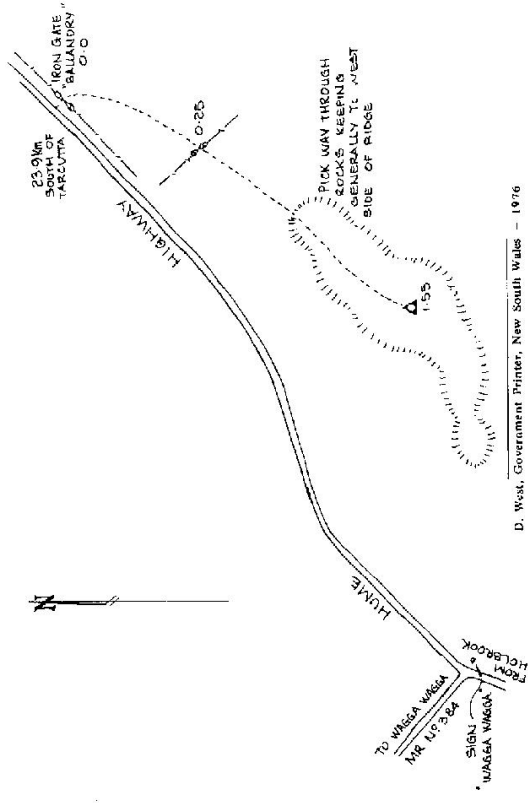 N
IRON GATE
"BALLANDRY"
0·0
23·9km
SOUTH OF
TARCUTTA
HIGHWAY
0·25
PICK WAY THROUGH
ROCKS KEEPING
GENERALLY TO WEST
SIDE OF RIDGE
1·55
HUME
TO WAGGA WAGGA
MR Nº 384
SIGN
"WAGGA WAGGA"
FROM
HOLBROOK
D. West, Government Printer, New South Wales – 1976